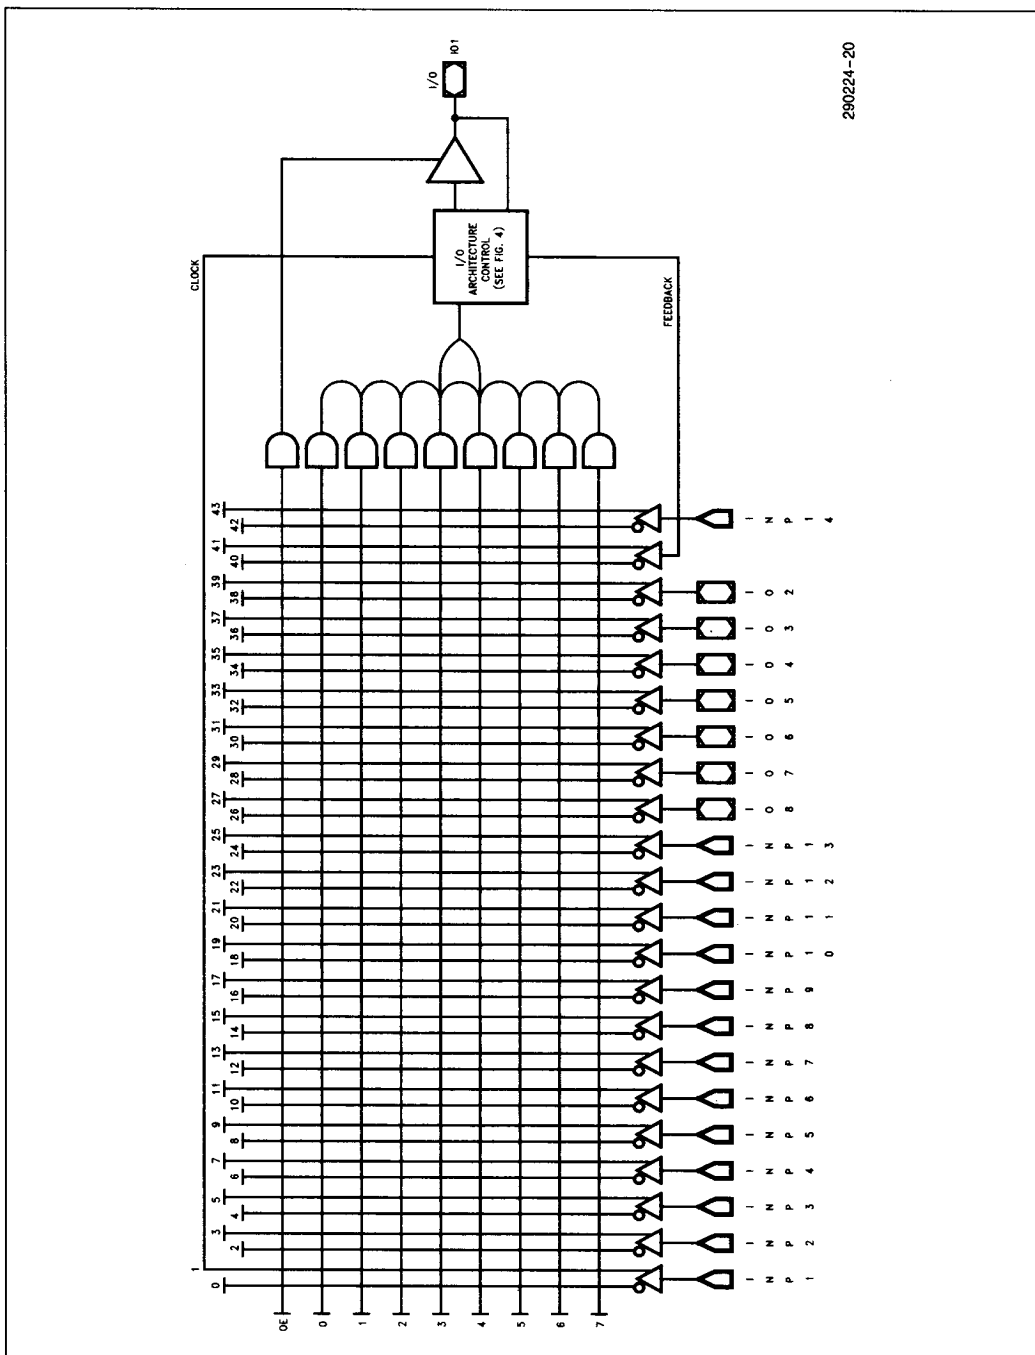 290224-20
I/O
IO1
CLOCK
I/O
ARCHITECTURE
CONTROL
(SEE FIG. 4)
FEEDBACK
0
1
2
3
4
5
6
7
8
9
10
11
12
13
14
15
16
17
18
19
20
21
22
23
24
25
26
27
28
29
30
31
32
33
34
35
36
37
38
39
40
41
42
43
OE
0
1
2
3
4
5
6
7
INP1
INP2
INP3
INP4
INP5
INP6
INP7
INP8
INP9
INP10
INP11
INP12
INP13
IO8
IO7
IO6
IO5
IO4
IO3
IO2
INP14